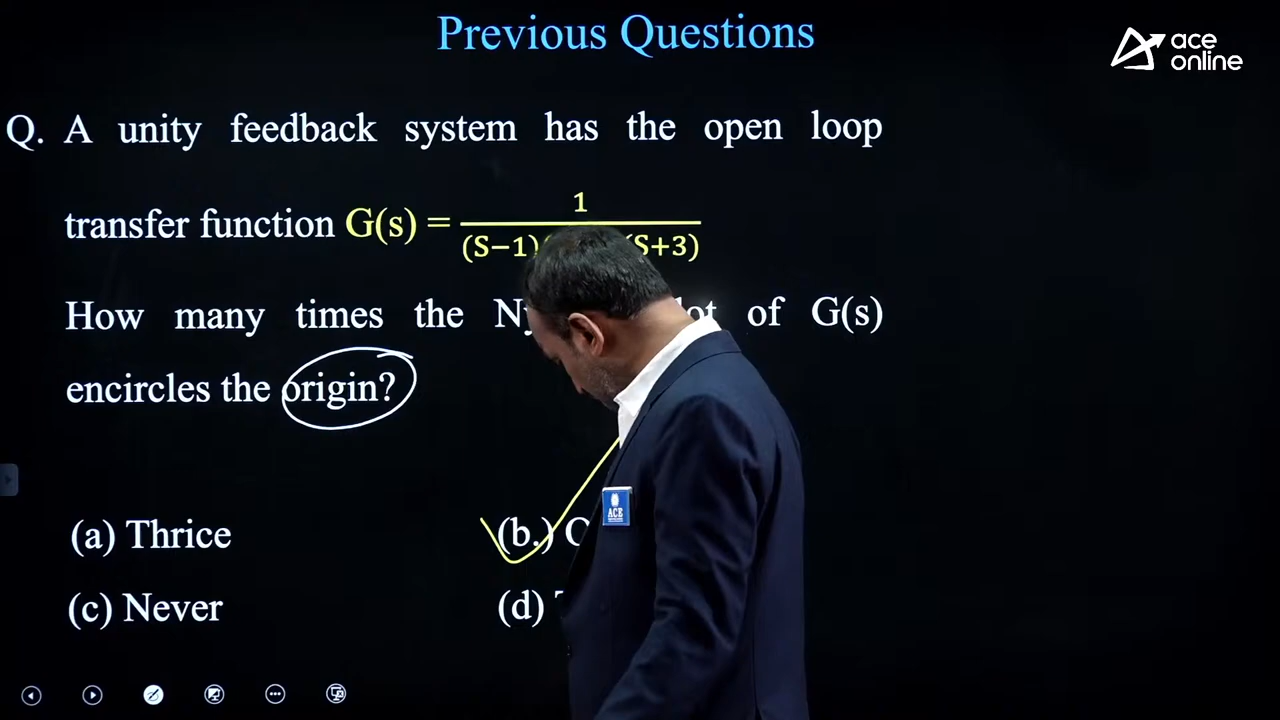 Previous Questions
ace
online
Q. A unity feedback system has the open loop
transfer function G(s) = 1
(S−1) (S+3)
How many times the of G(s)
encircles the origin?
(a) Thrice
(b.)
(c) Never
(d)
ACE